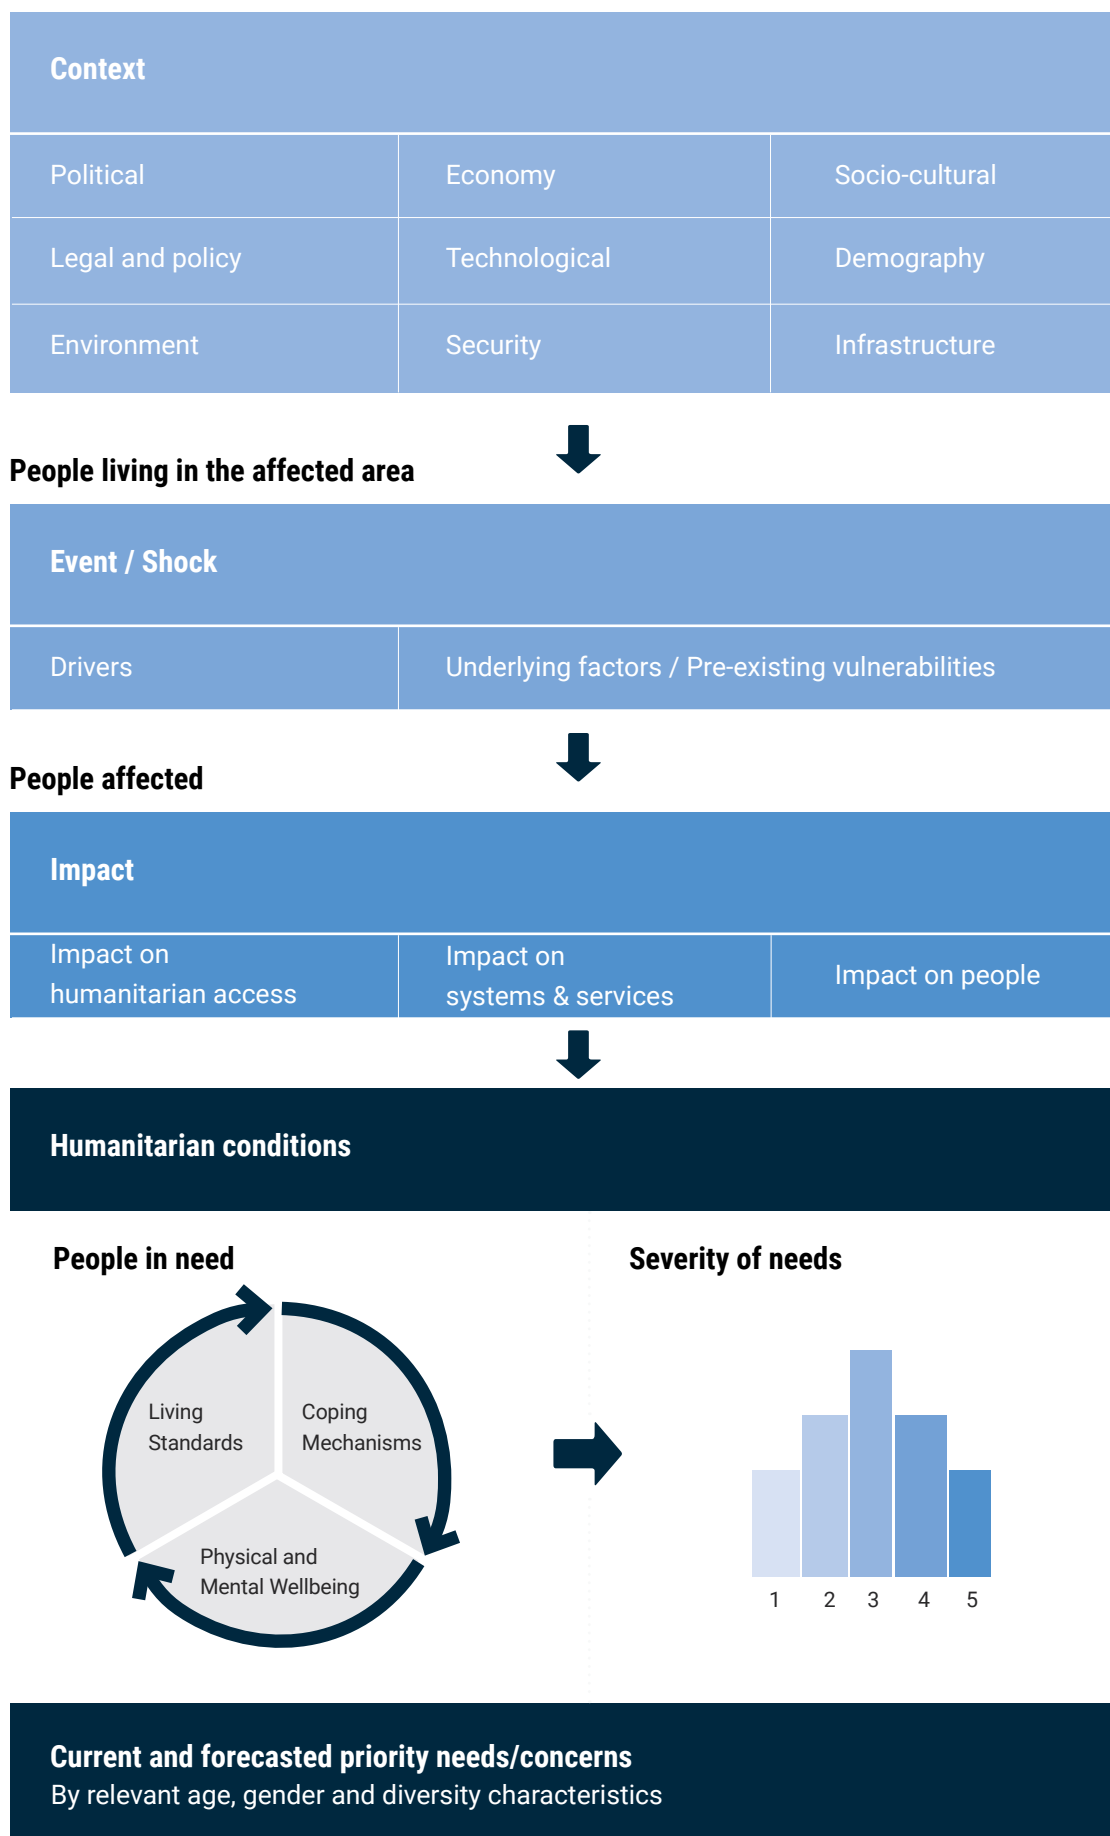 Context
Political
Economy
Socio-cultural
Legal and policy
Technological
Demography
Environment
Security
Infrastructure
People living in the affected area
Event / Shock
Drivers
Underlying factors / Pre-existing vulnerabilities
People affected
Impact
Impact on
humanitarian access
Impact on
systems & services
Impact on people
Humanitarian conditions
People in need
Living
Standards
Coping
Mechanisms
Physical and
Mental Wellbeing
Severity of needs
1 2 3 4 5
Current and forecasted priority needs/concerns
By relevant age, gender and diversity characteristics